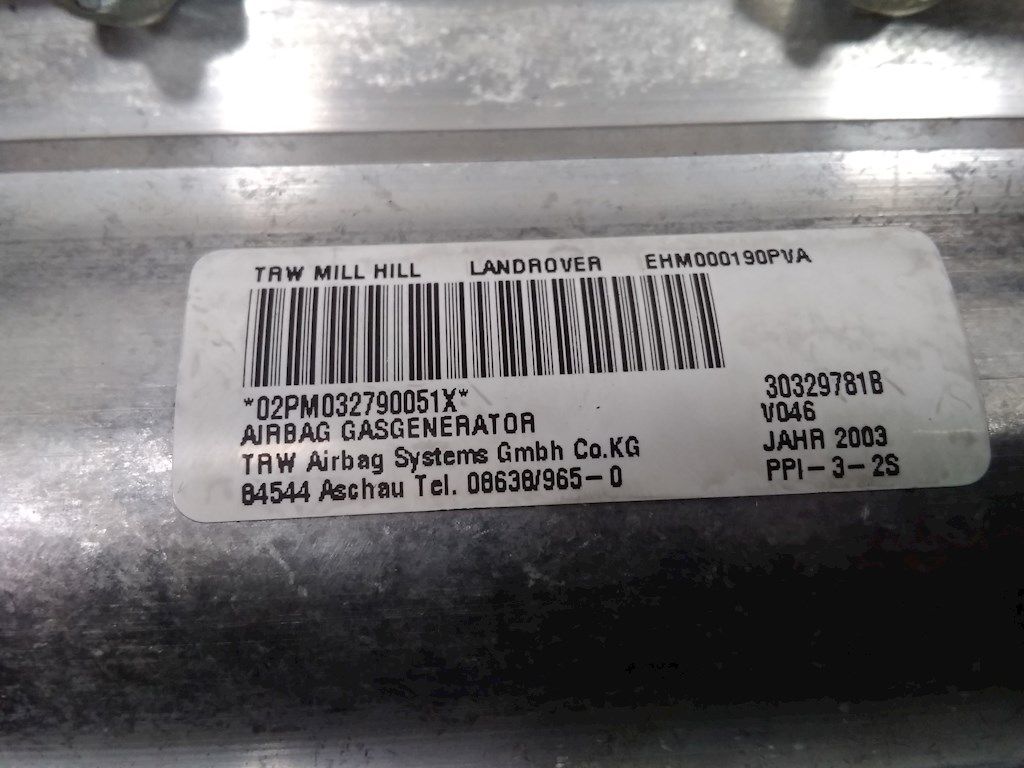 TRW MILL HILL LANDROVER EHM000190PVA
*02PM032790051X*
AIRBAG GASGENERATOR
TRW Airbag Systems Gmbh Co.KG
84544 Aschau Tel. 08638/965-0
30329781B
V046
JAHR 2003
PPI-3-2S